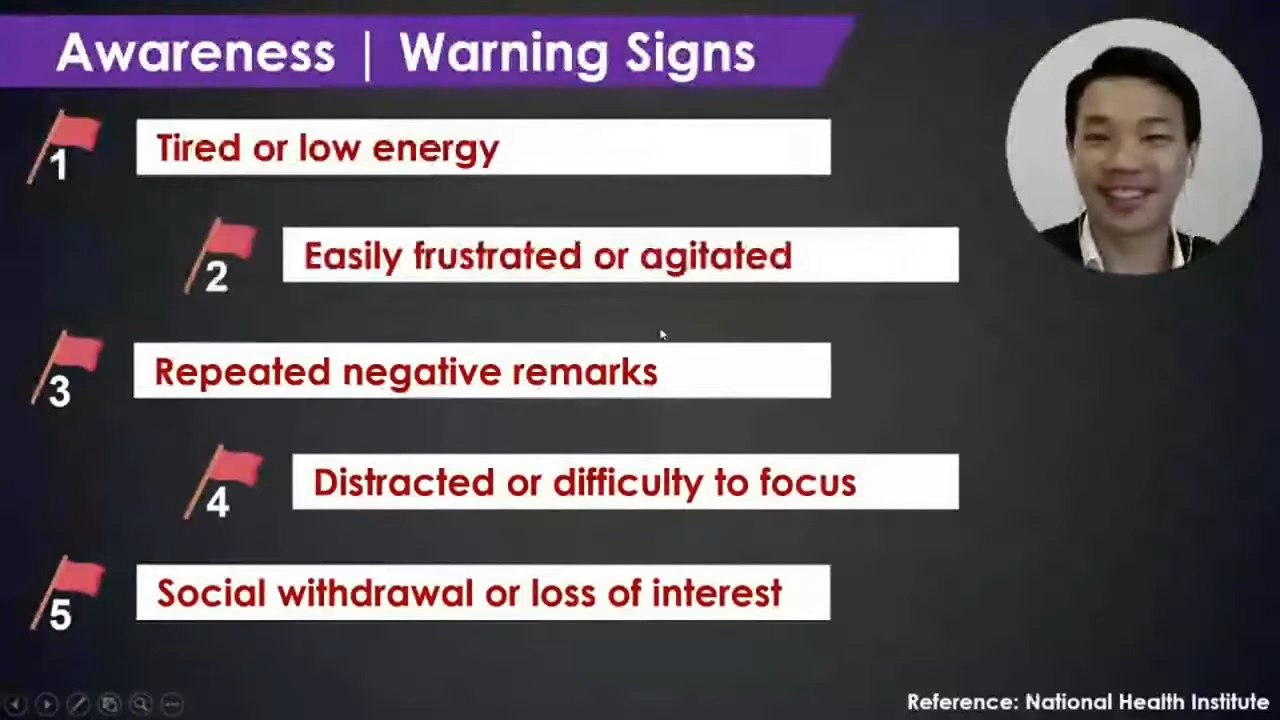 Awareness | Warning Signs
1
Tired or low energy
2
Easily frustrated or agitated
3
Repeated negative remarks
4
Distracted or difficulty to focus
5
Social withdrawal or loss of interest
Reference: National Health Institute